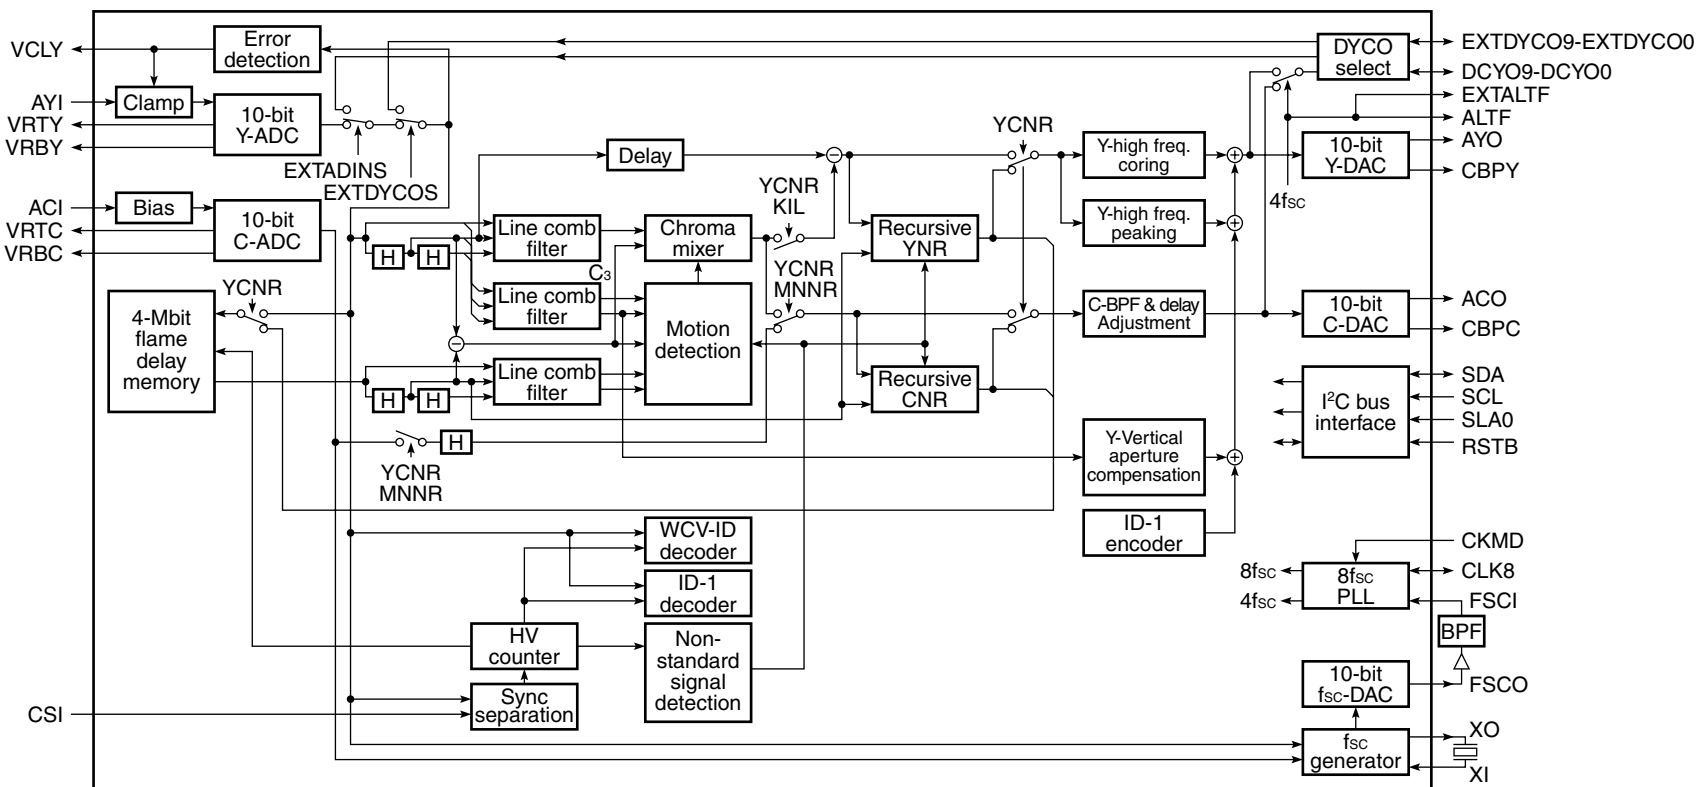 VCLY
AYI
VRTY
VRBY
ACI
VRTC
VRBC
CSI
Error
detection
Clamp
10-bit
Y-ADC
EXTADINS
EXTDYCOS
Bias
10-bit
C-ADC
YCNR
4-Mbit
flame
delay
memory
H
H
H
H
H
YCNR
MNNR
Delay
Line comb
filter
C3
Line comb
filter
Line comb
filter
Chroma
mixer
Motion
detection
YCNR
KIL
YCNR
MNNR
Recursive
YNR
Recursive
CNR
YCNR
Y-high freq.
coring
Y-high freq.
peaking
C-BPF & delay
Adjustment
Y-Vertical
aperture
compensation
ID-1
encoder
WCV-ID
decoder
ID-1
decoder
HV
counter
Sync
separation
Non-
standard
signal
detection
DYCO
select
4fsc
10-bit
Y-DAC
10-bit
C-DAC
I2C bus
interface
8fsc
4fsc
8fsc
PLL
10-bit
fsc-DAC
fsc
generator
BPF
EXTDYCO9-EXTDYCO0
DCYO9-DCYO0
EXTALTF
ALTF
AYO
CBPY
ACO
CBPC
SDA
SCL
SLA0
RSTB
CKMD
CLK8
FSCI
FSCO
XO
XI